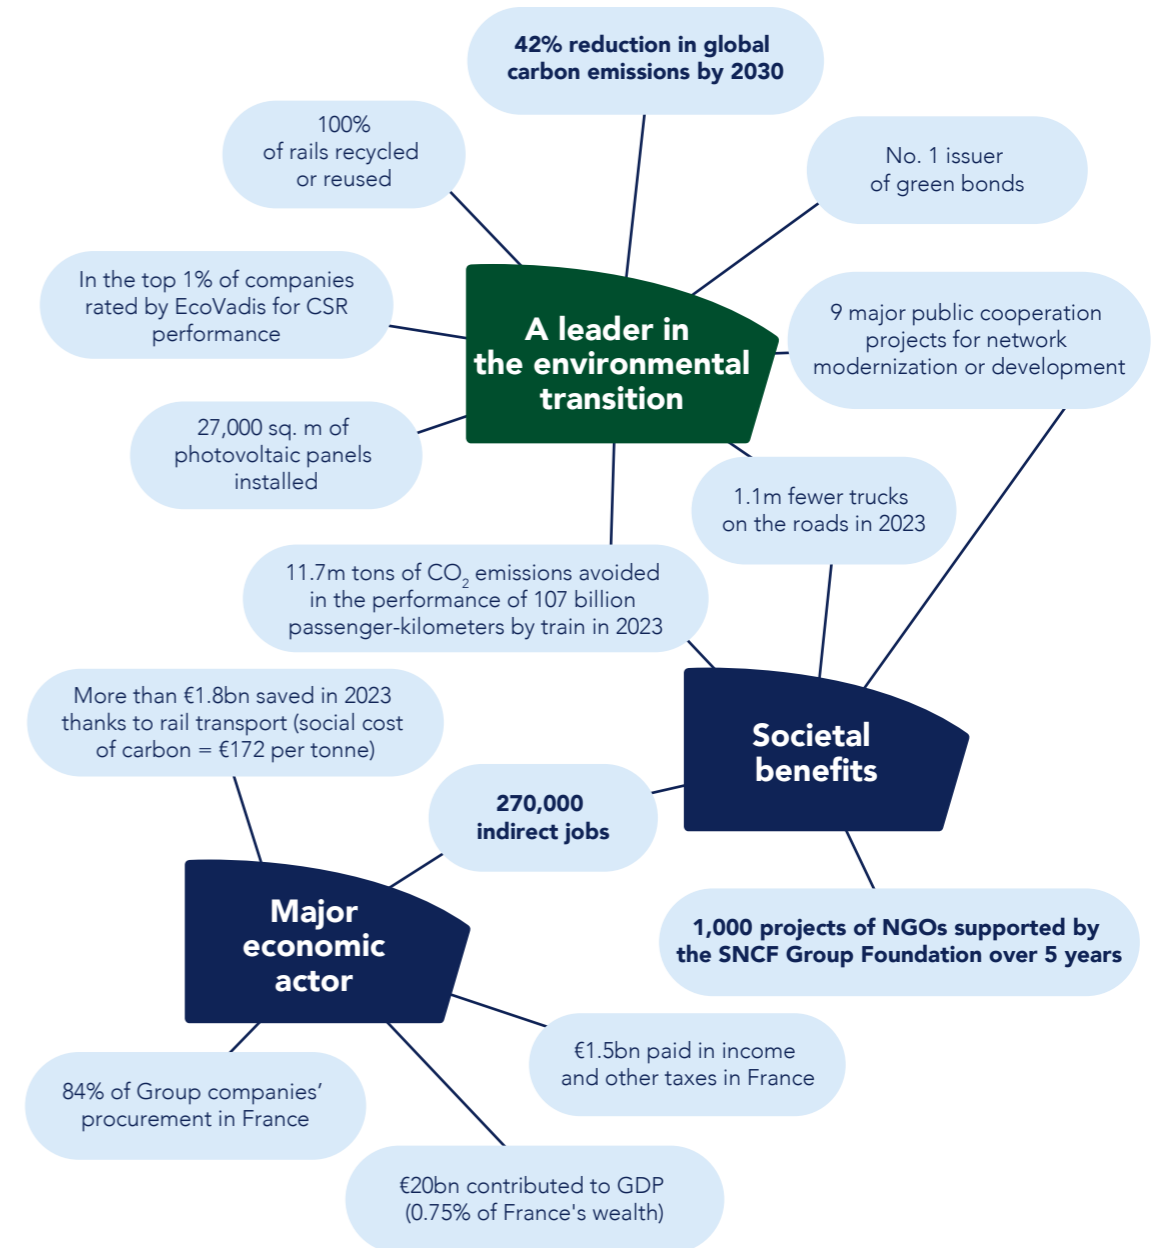 42% reduction in global
carbon emissions by 2030
100%
of rails recycled
or reused
No. 1 issuer
of green bonds
In the top 1% of companies
rated by EcoVadis for CSR
performance
A leader in
the environmental
transition
9 major public cooperation
projects for network
modernization or development
27,000 sq. m of
photovoltaic panels
installed
1.1m fewer trucks
on the roads in 2023
11.7m tons of CO₂ emissions avoided
in the performance of 107 billion
passenger-kilometers by train in 2023
More than €1.8bn saved in 2023
thanks to rail transport (social cost
of carbon = €172 per tonne)
Societal
benefits
270,000
indirect jobs
Major
economic
actor
1,000 projects of NGOs supported by
the SNCF Group Foundation over 5 years
€1.5bn paid in income
and other taxes in France
84% of Group companies’
procurement in France
€20bn contributed to GDP
(0.75% of France's wealth)